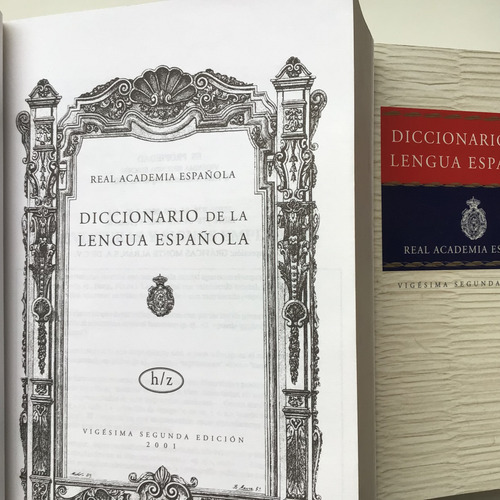 REAL ACADEMIA ESPAÑOLA
DICCIONARIO DE LA
LENGUA ESPAÑOLA
h/z
VIGÉSIMA SEGUNDA EDICIÓN
2001
DICCIONARIO
LENGUA ESPA
REAL ACADEMIA ES
VIGÉSIMA SEGUNDA